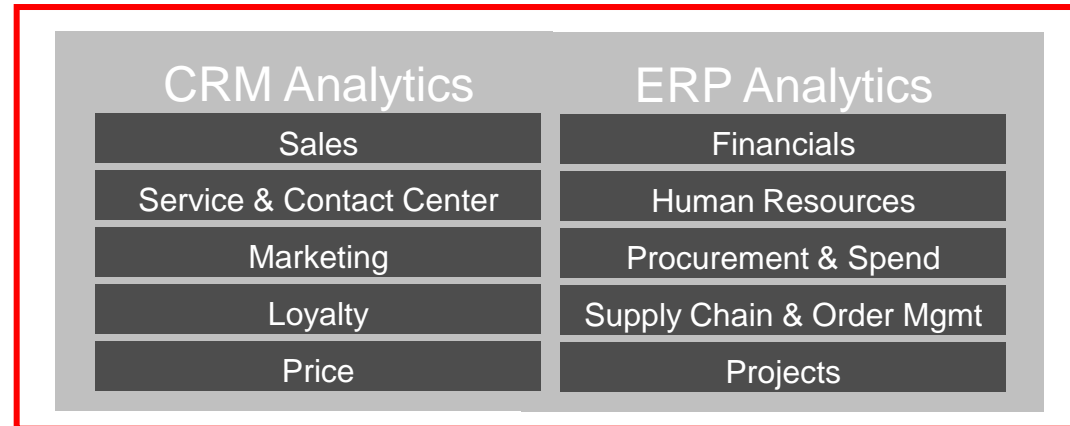 CRM Analytics
Sales
Service & Contact Center
Marketing
Loyalty
Price
ERP Analytics
Financials
Human Resources
Procurement & Spend
Supply Chain & Order Mgmt
Projects